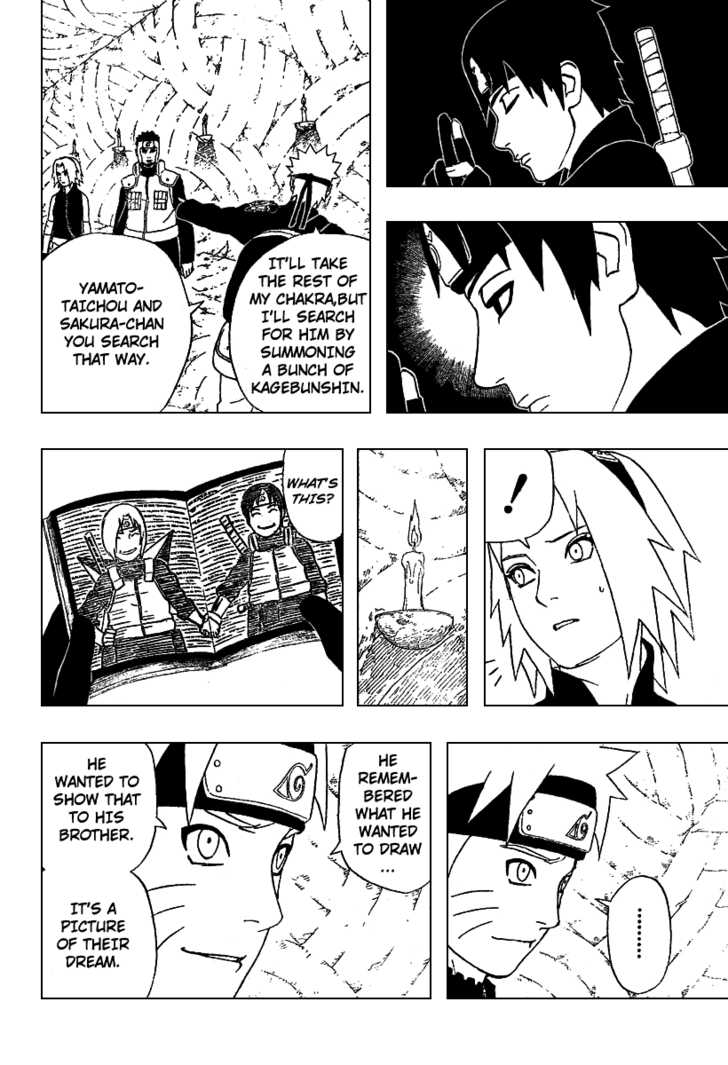 IT'LL TAKE
THE REST OF
MY CHAKRA,BUT
I'LL SEARCH
FOR HIM BY
SUMMONING
A BUNCH OF
KAGEBUNSHIN.
YAMATO-
TAICHOU AND
SAKURA-CHAN
YOU SEARCH
THAT WAY.
!
WHAT'S
THIS?
.........
HE
REMEM-
BERED
WHAT HE
WANTED
TO DRAW
...
HE
WANTED TO
SHOW THAT
TO HIS
BROTHER.
IT'S A
PICTURE
OF THEIR
DREAM.